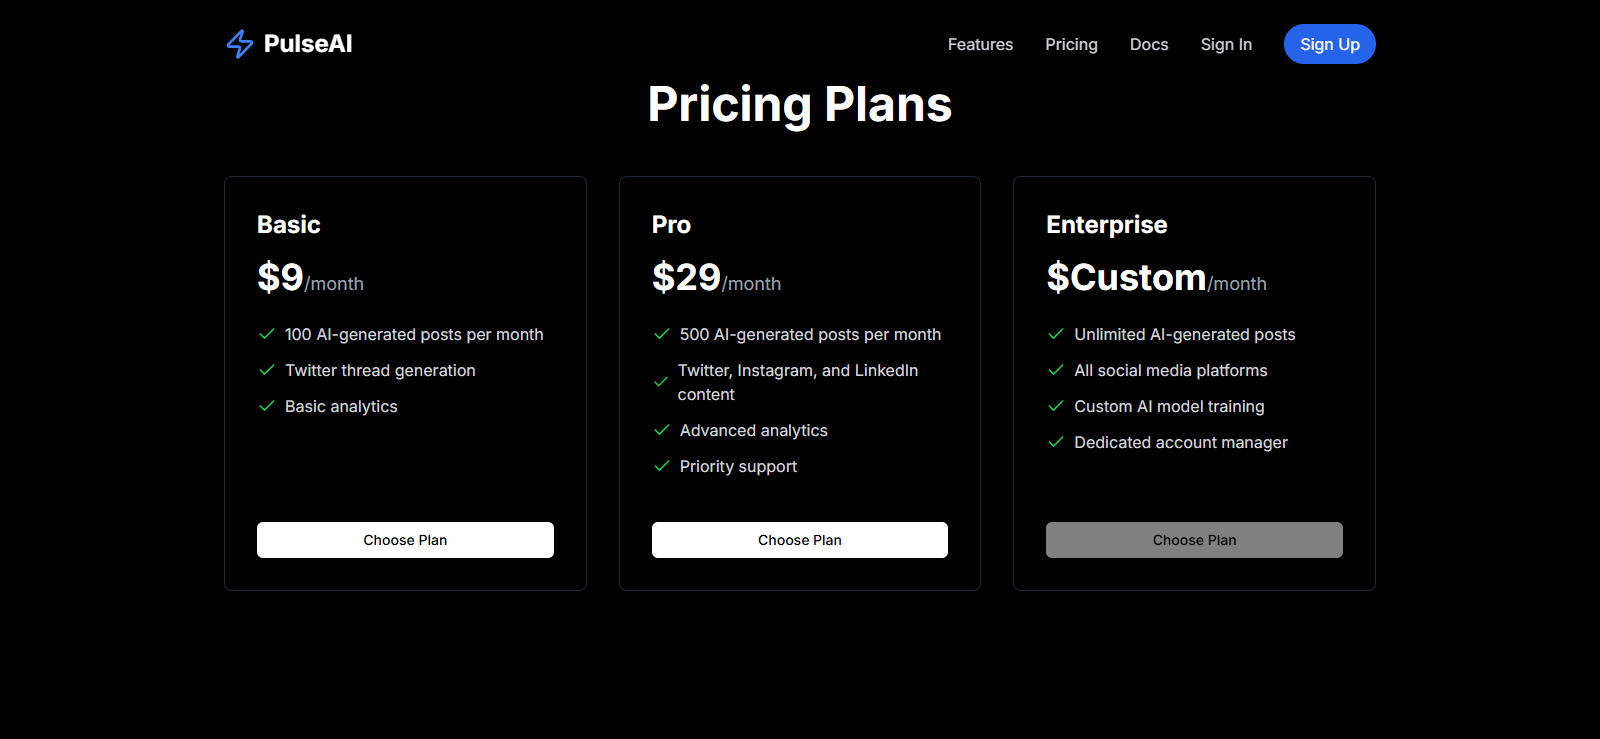 PulseAI
Features
Pricing
Docs
Sign In
Sign Up
Pricing Plans
Basic
$9/month
100 AI-generated posts per month
Twitter thread generation
Basic analytics
Choose Plan
Pro
$29/month
500 AI-generated posts per month
Twitter, Instagram, and LinkedIn
content
Advanced analytics
Priority support
Choose Plan
Enterprise
$Custom/month
Unlimited AI-generated posts
All social media platforms
Custom AI model training
Dedicated account manager
Choose Plan